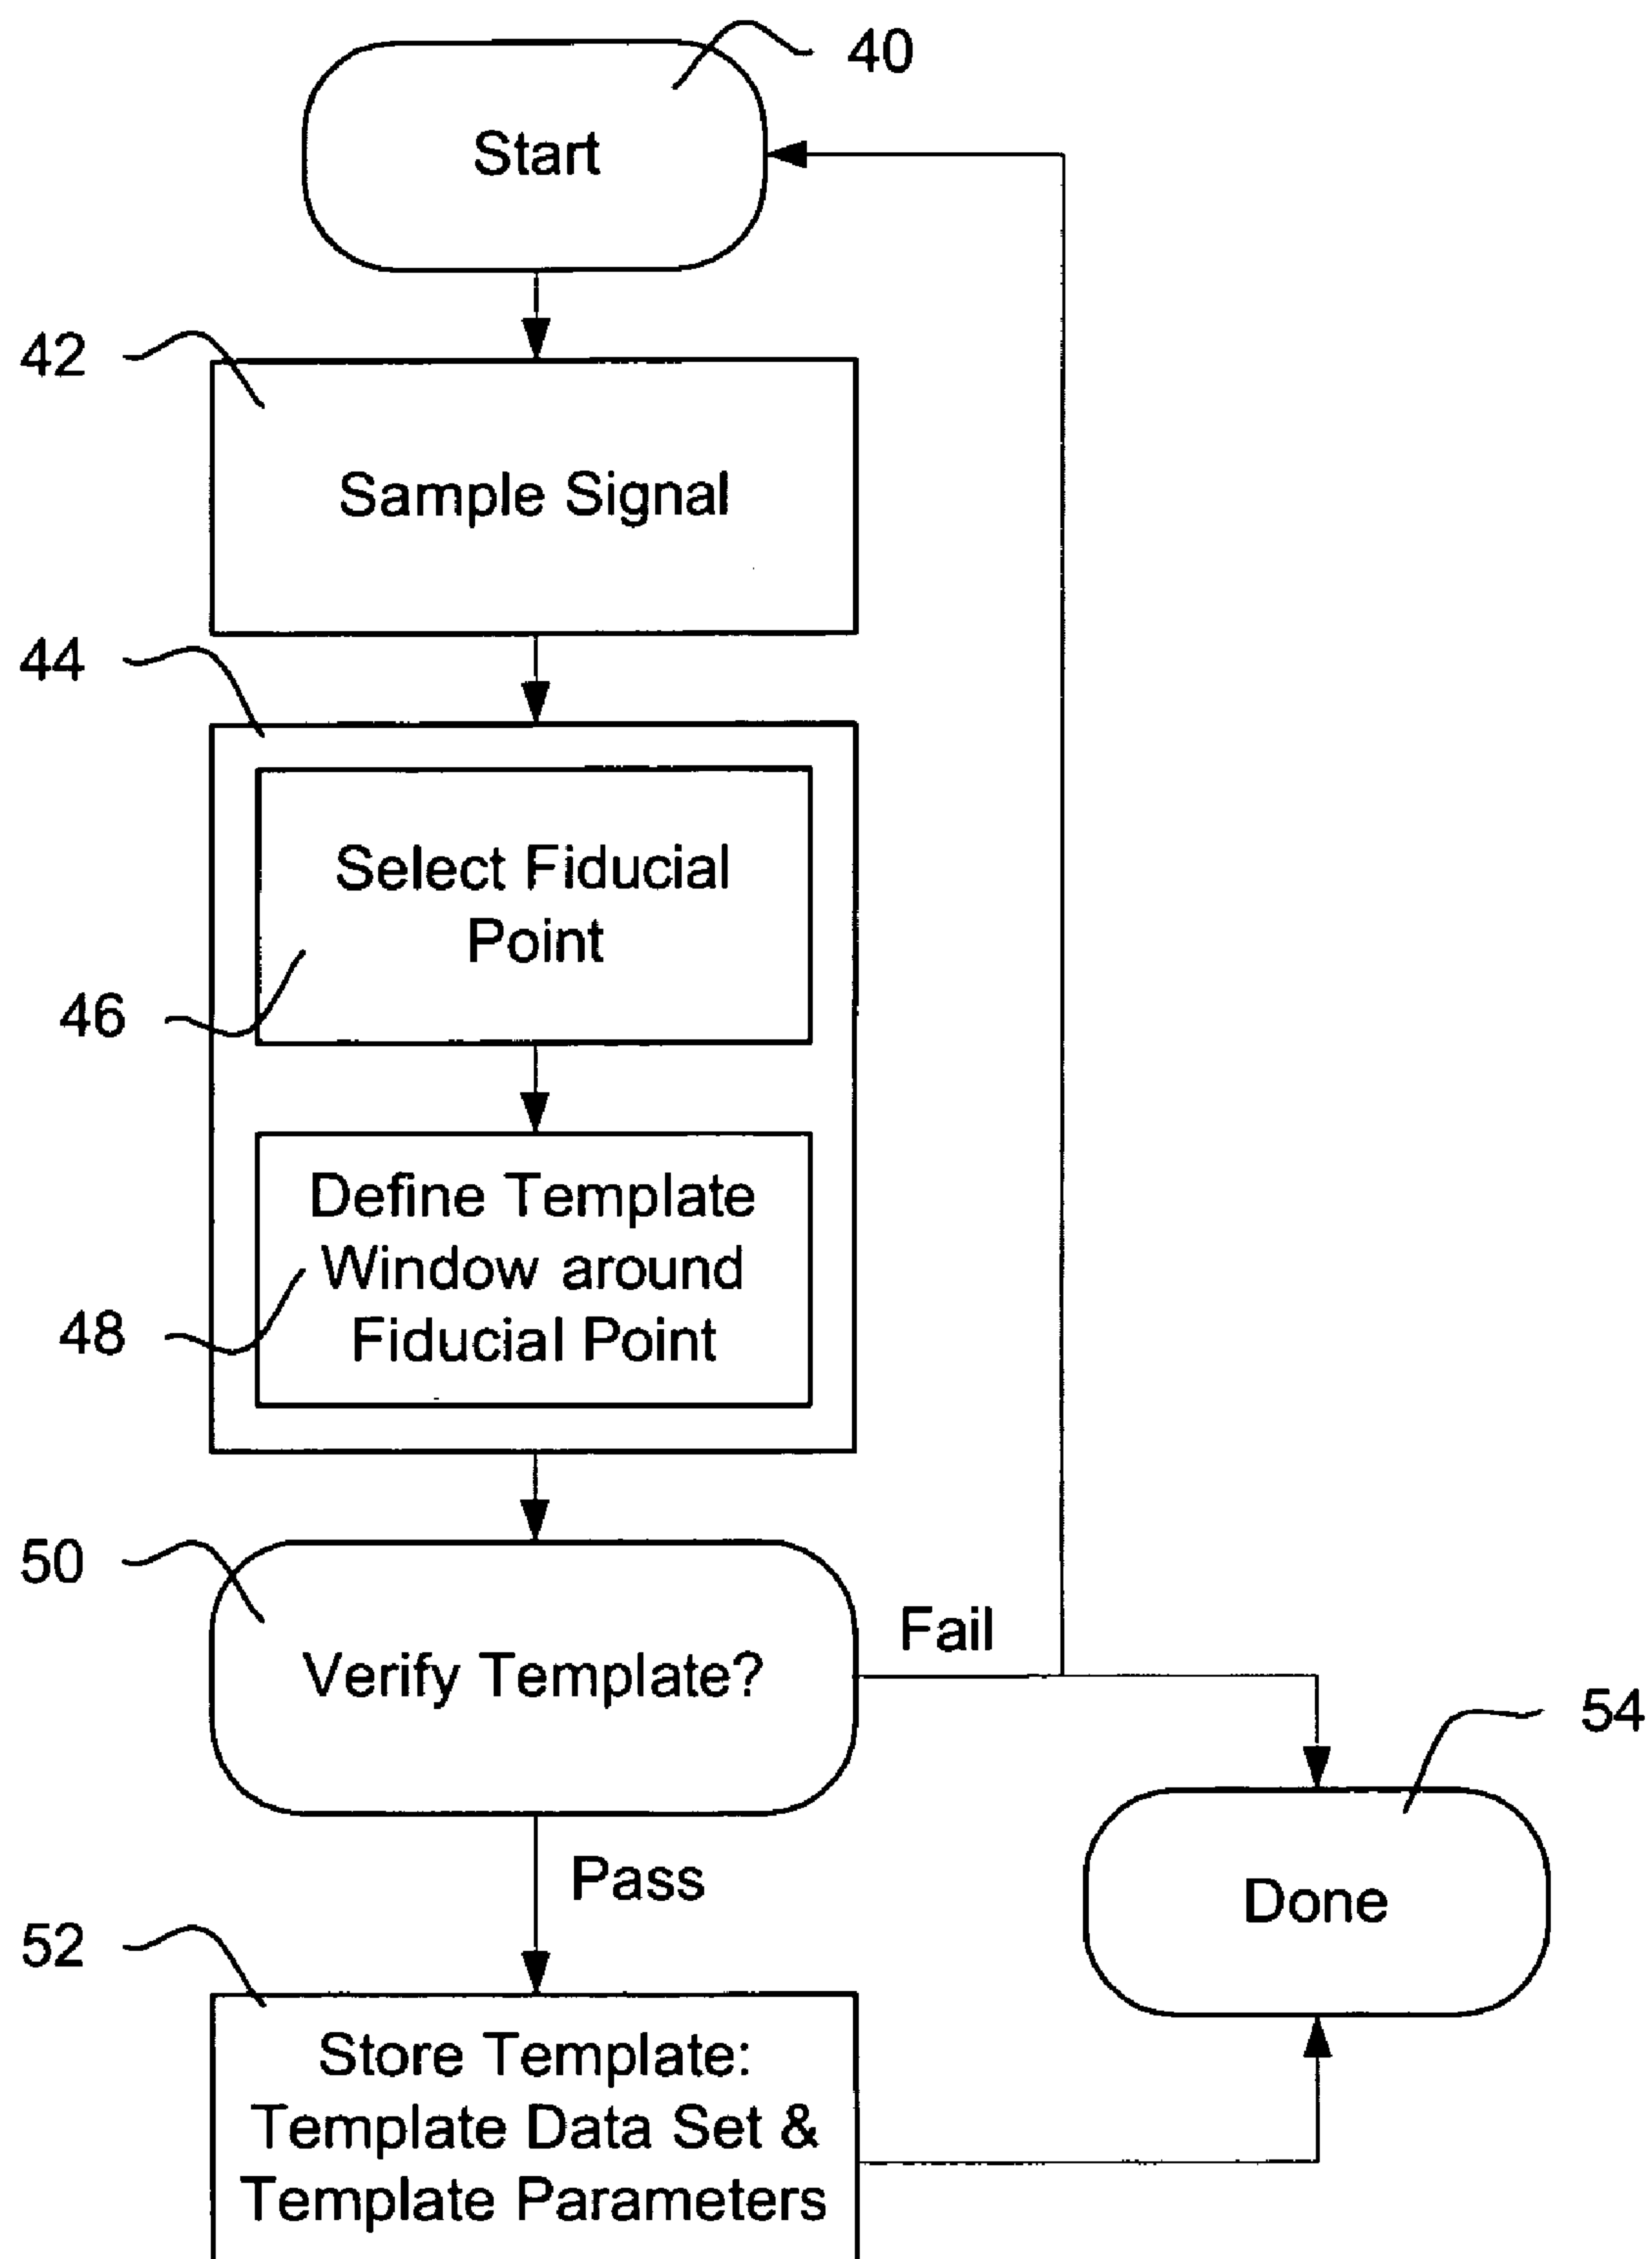 40
Start
42
Sample Signal
44
Select Fiducial
Point
46
Define Template
Window around
Fiducial Point
48
50
Verify Template?
Fail
54
Pass
Done
52
Store Template:
Template Data Set &
Template Parameters